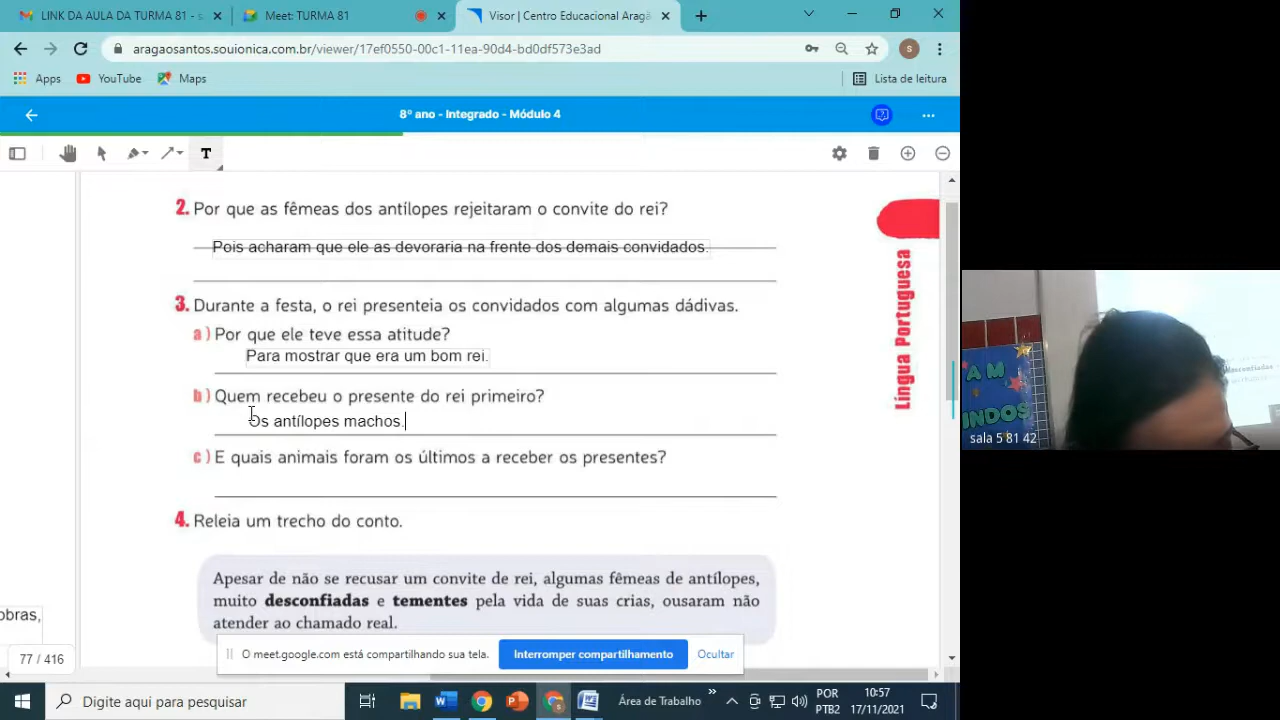 LINK DA AULA DA TURMA 81 - s
Meet: TURMA 81
Visor | Centro Educacional Aragã
aragaosantos.souionica.com.br/viewer/17ef0550-00c1-11ea-90d4-bd0df573e3ad
s
Apps
YouTube
Maps
Lista de leitura
8º ano - Integrado - Módulo 4
T
2. Por que as fêmeas dos antílopes rejeitaram o convite do rei?
Pois acharam que ele as devoraria na frente dos demais convidados.
3. Durante a festa, o rei presenteia os convidados com algumas dádivas.
a) Por que ele teve essa atitude?
Para mostrar que era um bom rei.
b) Quem recebeu o presente do rei primeiro?
Os antílopes machos.
c) E quais animais foram os últimos a receber os presentes?
4. Releia um trecho do conto.
Apesar de não se recusar um convite de rei, algumas fêmeas de antílopes,
muito desconfiadas e tementes pela vida de suas crias, ousaram não
atender ao chamado real.
Língua Portuguesa
obras,
77 / 416
O meet.google.com está compartilhando sua tela.
Interromper compartilhamento
Ocultar
Digite aqui para pesquisar
Área de Trabalho
POR
PTB2
10:57
17/11/2021
AM
INDOS
sala 5 81 42